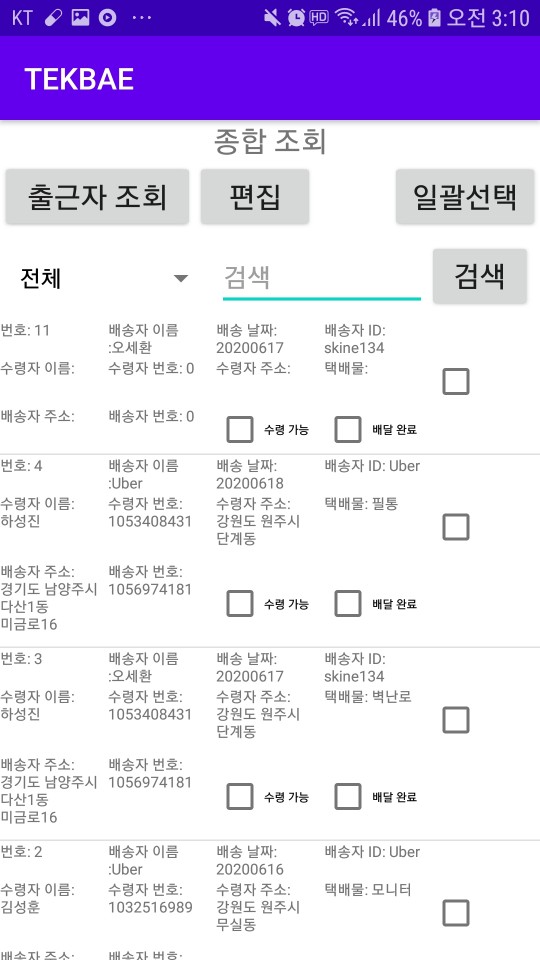 KT HD 46% 오전 3:10
TEKBAE
종합 조회
출근자 조회 편집 일괄선택
전체 검색 검색
번호: 11 배송자 이름 배송 날짜: 배송자 ID:
:오세환 20200617 skine134
수령자 이름: 수령자 번호: 0 수령자 주소: 택배물:
배송자 주소: 배송자 번호: 0
수령 가능 배달 완료
번호: 4 배송자 이름 배송 날짜: 배송자 ID: Uber
:Uber 20200618
수령자 이름: 수령자 번호: 수령자 주소: 택배물: 필통
하성진 1053408431 강원도 원주시
단계동
배송자 주소: 배송자 번호:
경기도 남양주시 1056974181
다산1동 수령 가능 배달 완료
미금로16
번호: 3 배송자 이름 배송 날짜: 배송자 ID:
:오세환 20200617 skine134
수령자 이름: 수령자 번호: 수령자 주소: 택배물: 벽난로
하성진 1053408431 강원도 원주시
단계동
배송자 주소: 배송자 번호:
경기도 남양주시 1056974181
다산1동 수령 가능 배달 완료
미금로16
번호: 2 배송자 이름 배송 날짜: 배송자 ID: Uber
:Uber 20200616
수령자 이름: 수령자 번호: 수령자 주소: 택배물: 모니터
김성훈 1032516989 강원도 원주시
무실동
배송자 주소: 배송자 번호: